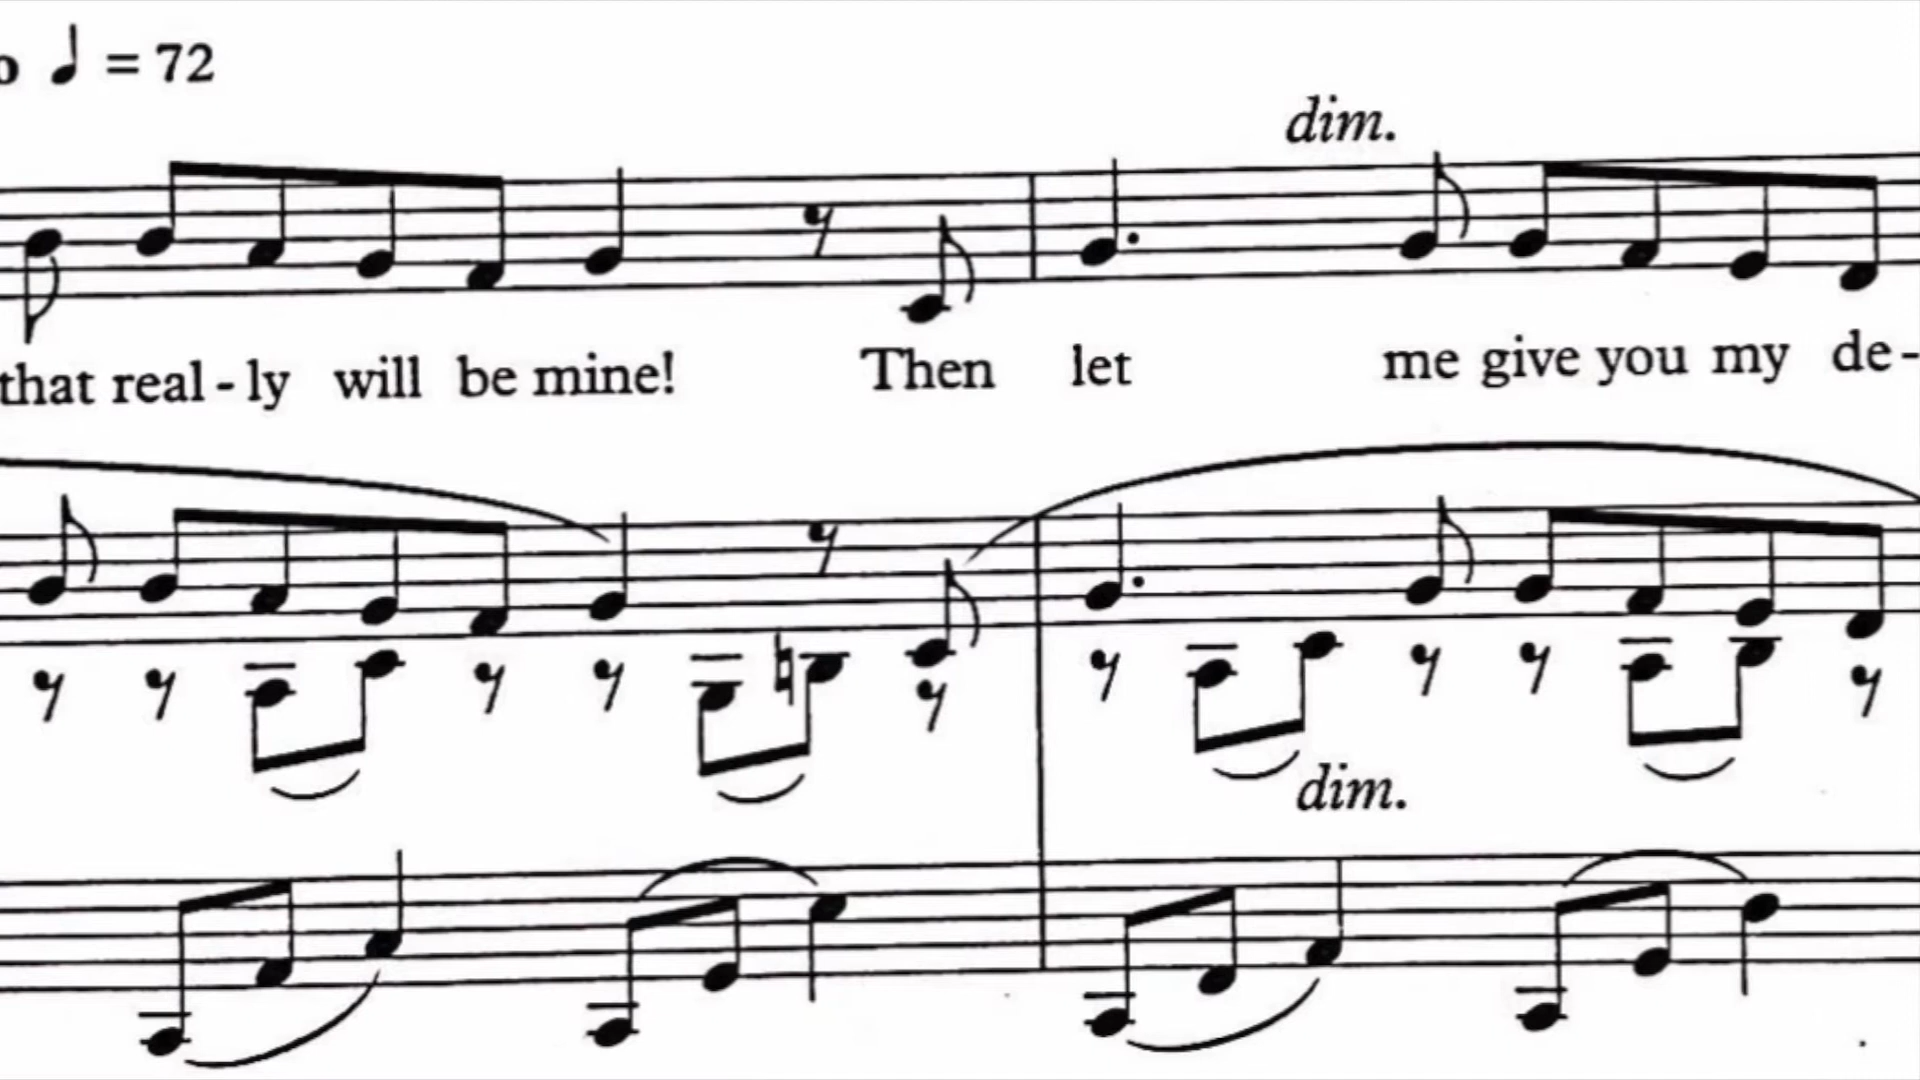 o ♩ = 72
dim.
that real - ly will be mine! Then let me give you my de -
dim.